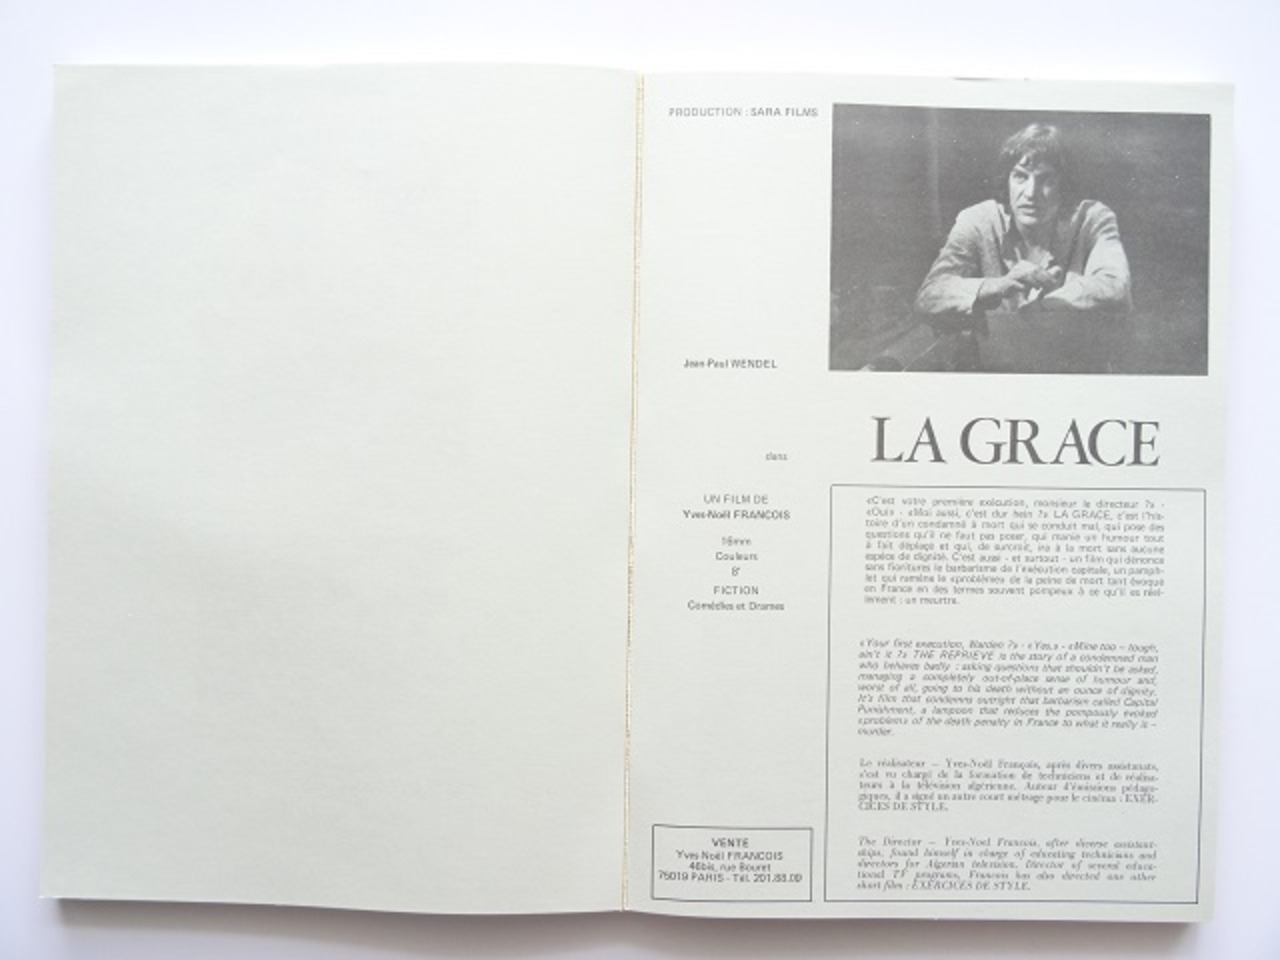 PRODUCTION : SARA FILMS
Jean-Paul WENDEL
dans
LA GRACE
UN FILM DE
Yves-Noël FRANÇOIS
16mm
Couleurs
8'
FICTION
Comédies et Drames
«C'est votre première exécution, monsieur le directeur ?» -
«Oui» - «Moi aussi, c'est dur hein ?» LA GRACE, c'est l'his-
toire d'un condamné à mort qui se conduit mal, qui pose des
questions qu'il ne faut pas poser, qui manie un humour tout
à fait déplacé et qui, de surcroit, ira à la mort sans aucune
espèce de dignité. C'est aussi - et surtout - un film qui dénonce
sans fioritures le barbarisme de l'exécution capitale, un pamph-
let qui ramène le «problème» de la peine de mort tant évoqué
en France en des termes souvent pompeux à ce qu'il est réel-
lement : un meurtre.
«Your first execution, Warden ?» - «Yes.» - «Mine too – tough,
ain't it ?» THE REPRIEVE is the story of a condemned man
who behaves badly : asking questions that shouldn't be asked,
managing a completely out-of-place sense of humour and,
worst of all, going to his death without an ounce of dignity.
It's film that condemns outright that barbarism called Capital
Punishment, a lampoon that reduces the pompously evoked
«problem» of the death penalty in France to what it really is –
murder.
Le réalisateur – Yves-Noël François, après divers assistanats,
s'est vu chargé de la formation de techniciens et de réalisa-
teurs à la télévision algérienne. Auteur d'émissions pédago-
giques, il a signé un autre court métrage pour le cinéma : EXER-
CICES DE STYLE.
The Director – Yves-Noel Francois, after diverse assistant-
ships, found himself in charge of educating technicians and
directors for Algerian television. Director of several educa-
tional TV programs, Francois has also directed one other
short film : EXERCICES DE STYLE.
VENTE
Yves-Noël FRANCOIS
46bis, rue Bouret
75019 PARIS - Tél. 201.88.09